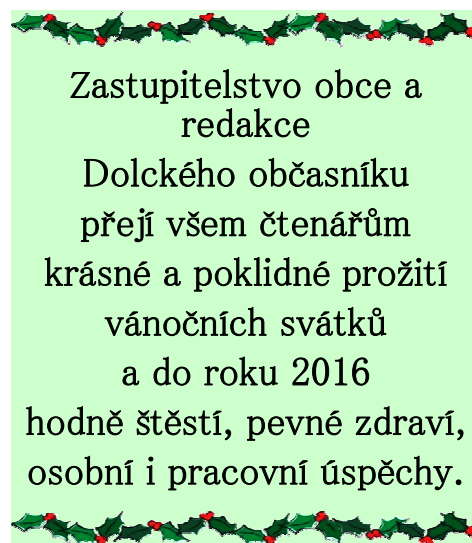 Zastupitelstvo obce a
redakce
Dolckého občasníku
přejí všem čtenářům
krásné a poklidné prožití
vánočních svátků
a do roku 2016
hodně štěstí, pevné zdraví,
osobní i pracovní úspěchy.